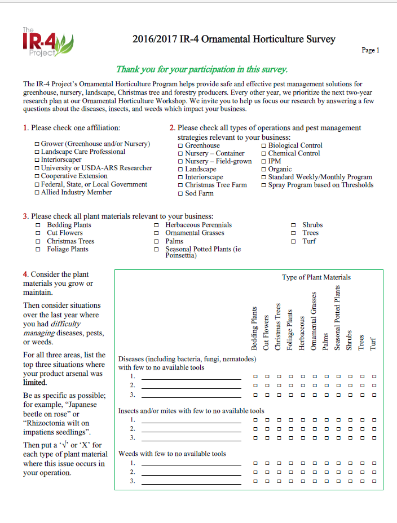 The
IR-4
Project
2016/2017 IR-4 Ornamental Horticulture Survey
Page 1
Thank you for your participation in this survey.
The IR-4 Project's Ornamental Horticulture Program helps provide safe and effective pest management solutions for
greenhouse, nursery, landscape, Christmas tree and forestry producers. Every other year, we prioritize the next two-year
research plan at our Ornamental Horticulture Workshop. We invite you to help us focus our research by answering a few
questions about the diseases, insects, and weeds which impact your business.
1. Please check one affiliation:
□ Grower (Greenhouse and/or Nursery)
□ Landscape Care Professional
□ Interiorscaper
□ University or USDA-ARS Researcher
□ Cooperative Extension
□ Federal, State, or Local Government
□ Allied Industry Member
2. Please check all types of operations and pest management
strategies relevant to your business:
□ Greenhouse
□ Nursery – Container
□ Nursery – Field-grown
□ Landscape
□ Interiorscape
□ Christmas Tree Farm
□ Sod Farm
□ Biological Control
□ Chemical Control
□ IPM
□ Organic
□ Standard Weekly/Monthly Program
□ Spray Program based on Thresholds
3. Please check all plant materials relevant to your business:
□ Bedding Plants
□ Cut Flowers
□ Christmas Trees
□ Foliage Plants
□ Herbaceous Perennials
□ Ornamental Grasses
□ Palms
□ Seasonal Potted Plants (ie
Poinsettia)
□ Shrubs
□ Trees
□ Turf
4. Consider the plant
materials you grow or
maintain.
Then consider situations
over the last year where
you had difficulty
managing diseases, pests,
or weeds.
For all three areas, list the
top three situations where
your product arsenal was
limited.
Be as specific as possible;
for example, "Japanese
beetle on rose" or
"Rhizoctonia wilt on
impatiens seedlings".
Then put a '√' or 'X' for
each type of plant material
where this issue occurs in
your operation.
Type of Plant Materials
Bedding Plants
Cut Flowers
Christmas Trees
Foliage Plants
Herbaceous
Ornamental Grasses
Palms
Seasonal Potted Plants
Shrubs
Trees
Turf
Diseases (including bacteria, fungi, nematodes)
with few to no available tools
1.
2.
3.
Insects and/or mites with few to no available tools
1.
2.
3.
Weeds with few to no available tools
1.
2.
3.